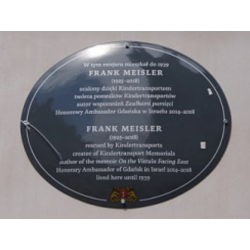 W tym miejscu mieszkał do 1939
FRANK MEISLER
(1925-2018)
ocalony dzięki Kindertransportom
twórca pomników Kindertransportów
autor wspomnień Zaułkami pamięci
Honorowy Ambasador Gdańska w Izraelu 2014-2018
FRANK MEISLER
(1925-2018)
rescued by Kindertransports
creator of Kindertransport Memorials
author of the memoir On the Vistula Facing East
Honorary Ambassador of Gdańsk in Israel 2014-2018
lived here until 1939